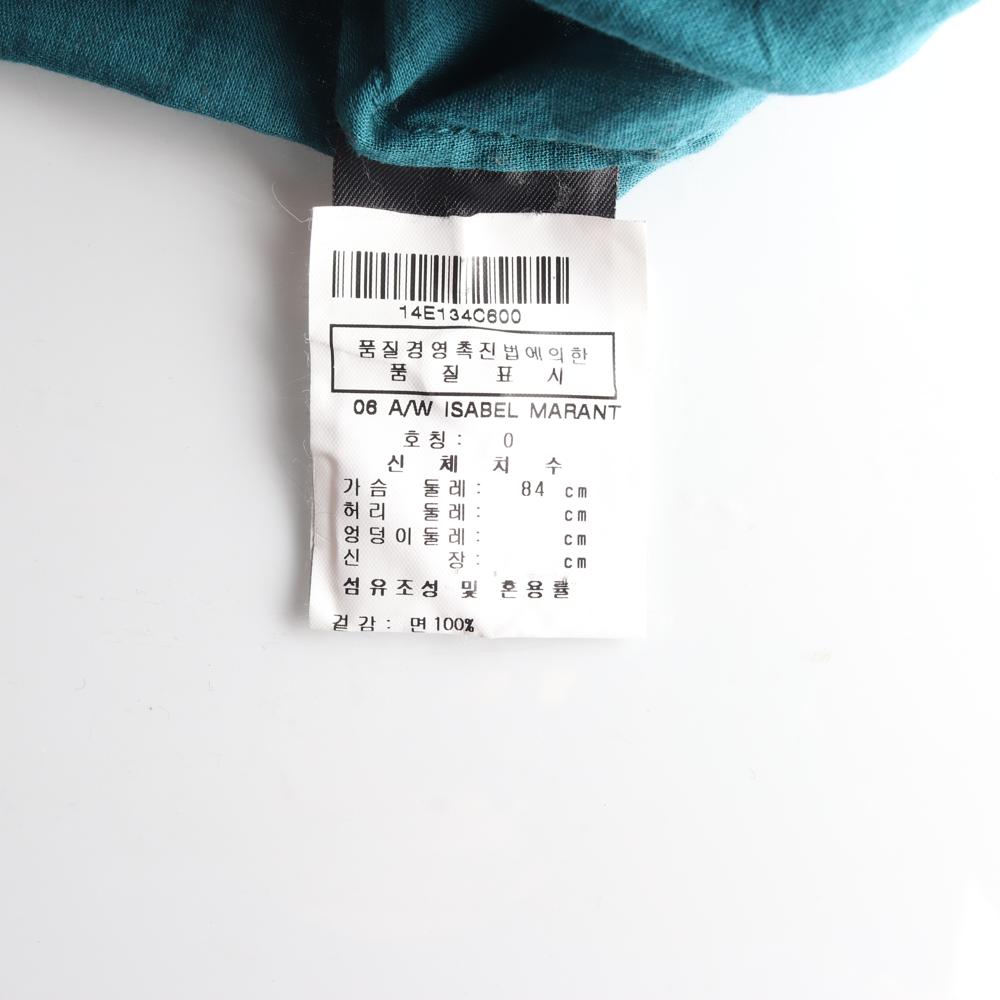 14E134C600
품질경영촉진법에의한
품 질 표 시
06 A/W ISABEL MARANT
호칭 : 0
신 체 치 수
가슴 둘레 : 84 cm
허리 둘레 : cm
엉덩이둘레 : cm
신 장 : cm
섬유조성 및 혼용률
겉감 : 면100%